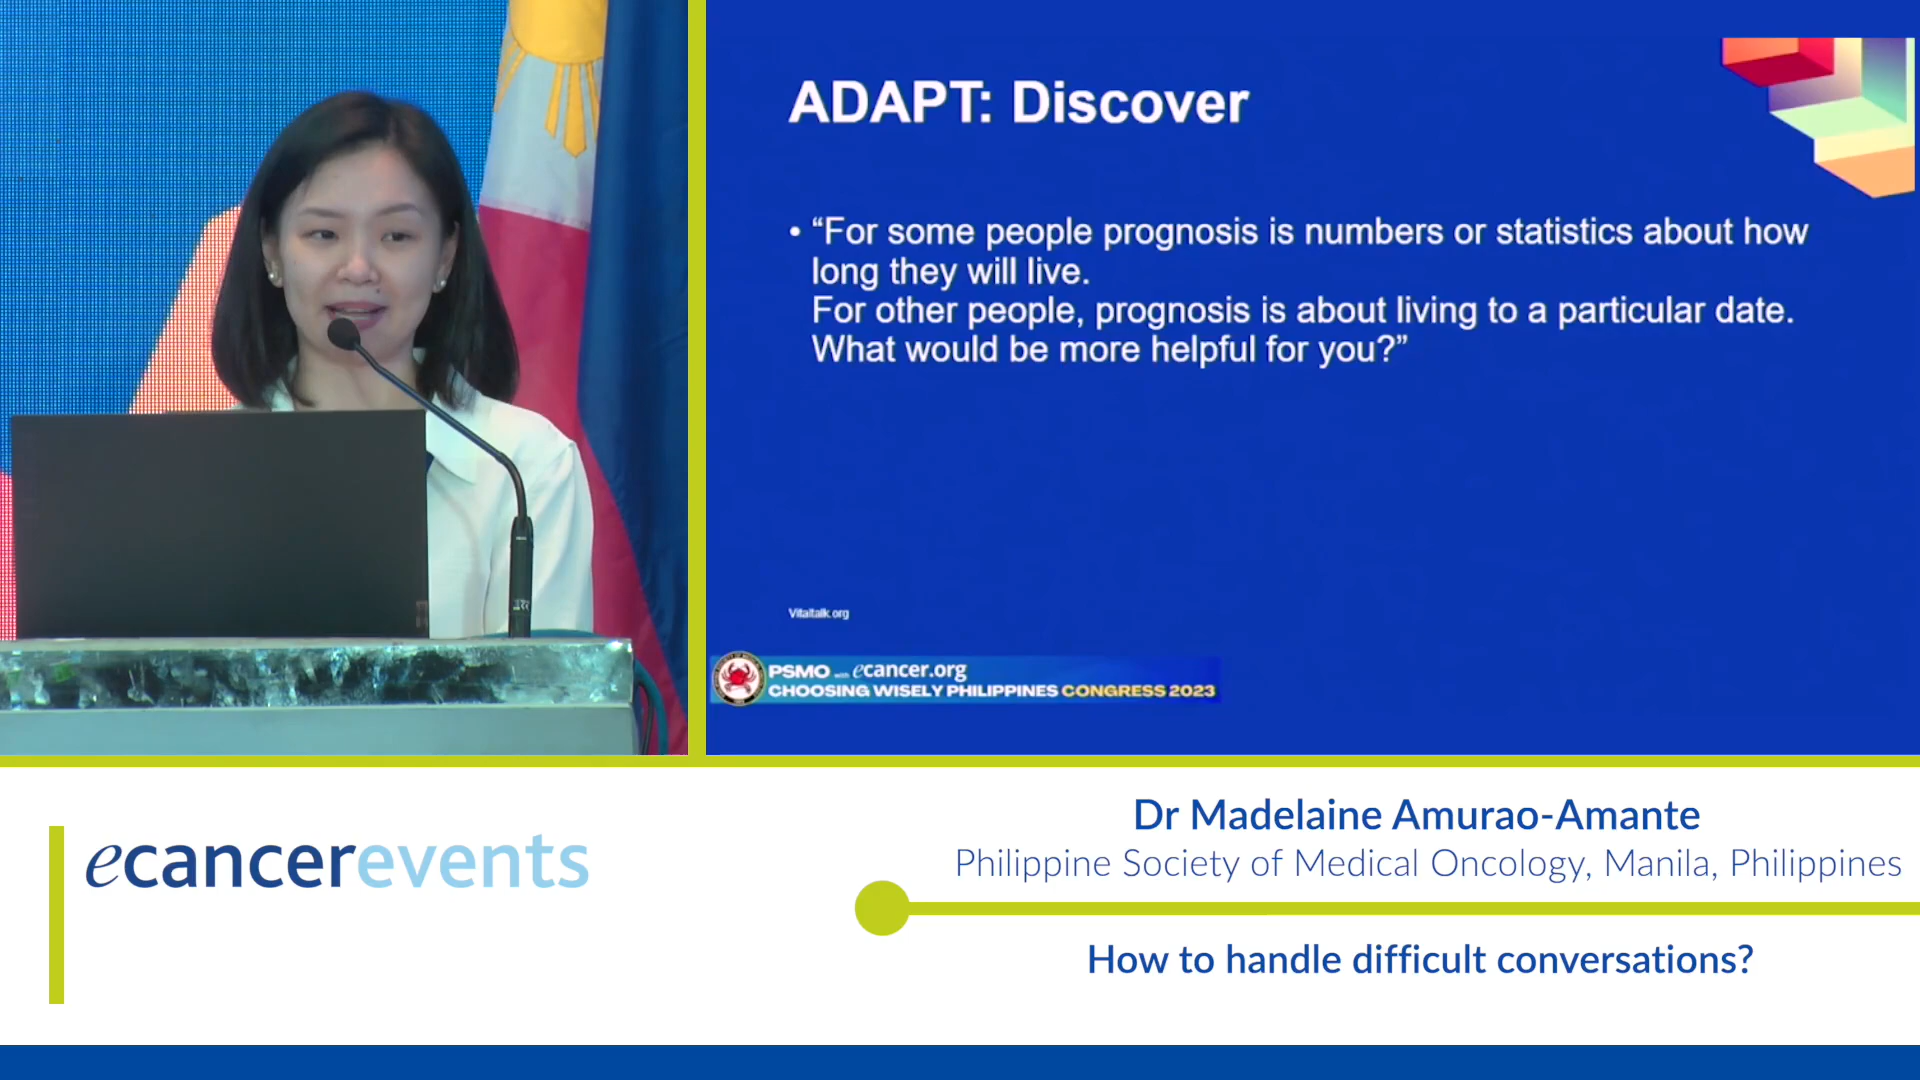 ADAPT: Discover
• “For some people prognosis is numbers or statistics about how
long they will live.
For other people, prognosis is about living to a particular date.
What would be more helpful for you?”
Vitaltalk.org
PSMO with ecancer.org
CHOOSING WISELY PHILIPPINES CONGRESS 2023
ecancerevents
Dr Madelaine Amurao-Amante
Philippine Society of Medical Oncology, Manila, Philippines
How to handle difficult conversations?